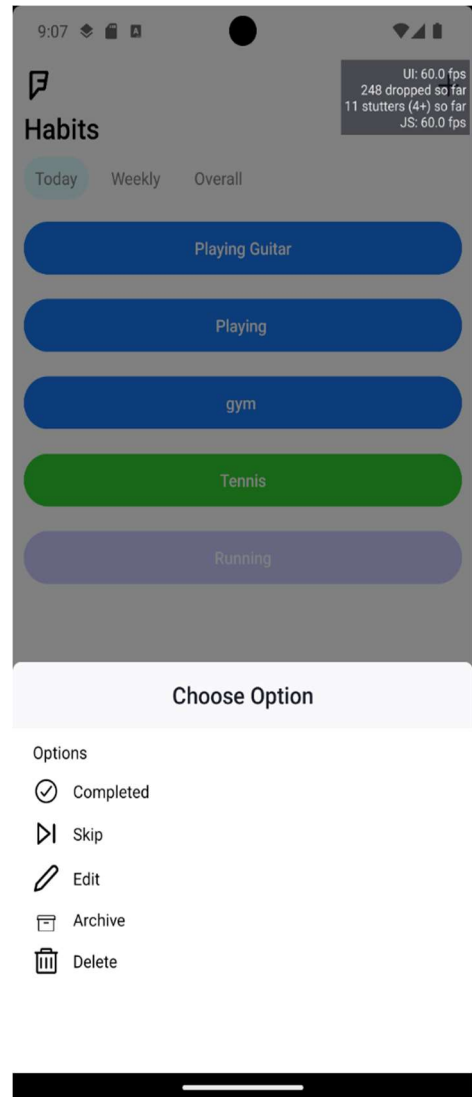 9:07
UI: 60.0 fps
248 dropped so far
11 stutters (4+) so far
JS: 60.0 fps
Habits
Today Weekly Overall
Playing Guitar
Playing
gym
Tennis
Running
Choose Option
Options
Completed
Skip
Edit
Archive
Delete